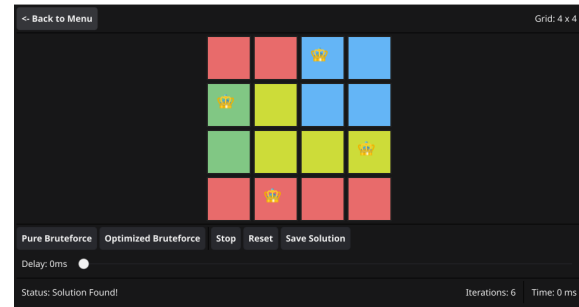 <- Back to Menu
Grid: 4 x 4
Pure Bruteforce Optimized Bruteforce Stop Reset Save Solution
Delay: 0ms
Status: Solution Found! Iterations: 6 Time: 0 ms